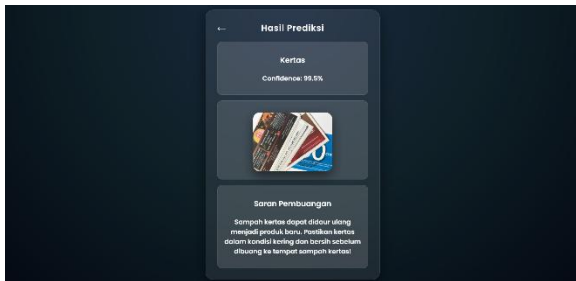 ← Hasil Prediksi
Kertas
Confidence: 99.5%
Saran Pembuangan
Sampah kertas dapat didaur ulang
menjadi produk baru. Pastikan kertas
dalam kondisi kering dan bersih sebelum
dibuang ke tempat sampah kertas!